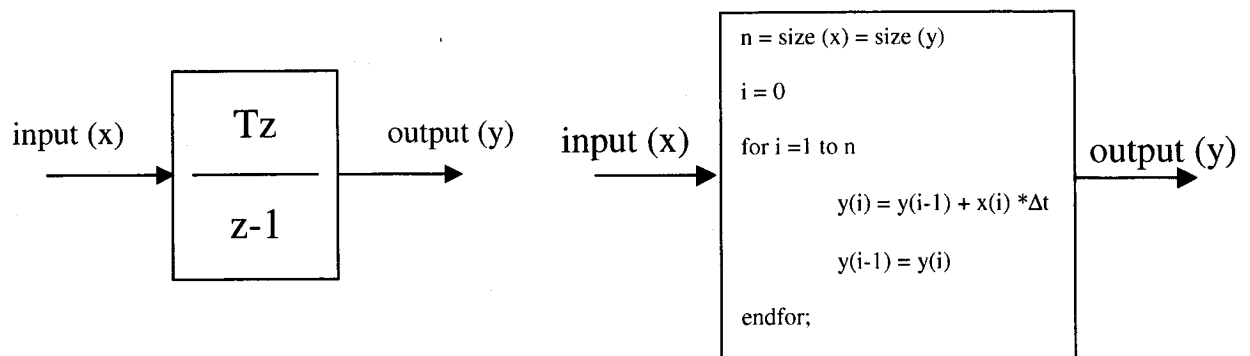 input (x)
Tz
z-1
output (y)
input (x)
n = size (x) = size (y)
i = 0
for i =1 to n
y(i) = y(i-1) + x(i) *Δt
y(i-1) = y(i)
endfor;
output (y)